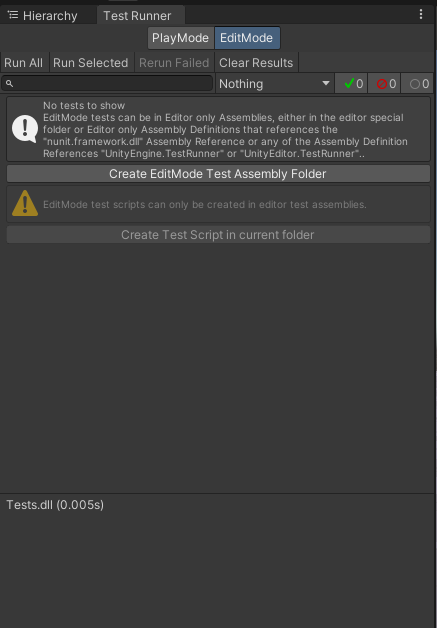 Hierarchy
Test Runner
PlayMode
EditMode
Run All
Run Selected
Rerun Failed
Clear Results
Nothing
0
0
0
No tests to show
EditMode tests can be in Editor only Assemblies, either in the editor special
folder or Editor only Assembly Definitions that references the
"nunit.framework.dll" Assembly Reference or any of the Assembly Definition
References "UnityEngine.TestRunner" or "UnityEditor.TestRunner"..
Create EditMode Test Assembly Folder
EditMode test scripts can only be created in editor test assemblies.
Create Test Script in current folder
Tests.dll (0.005s)